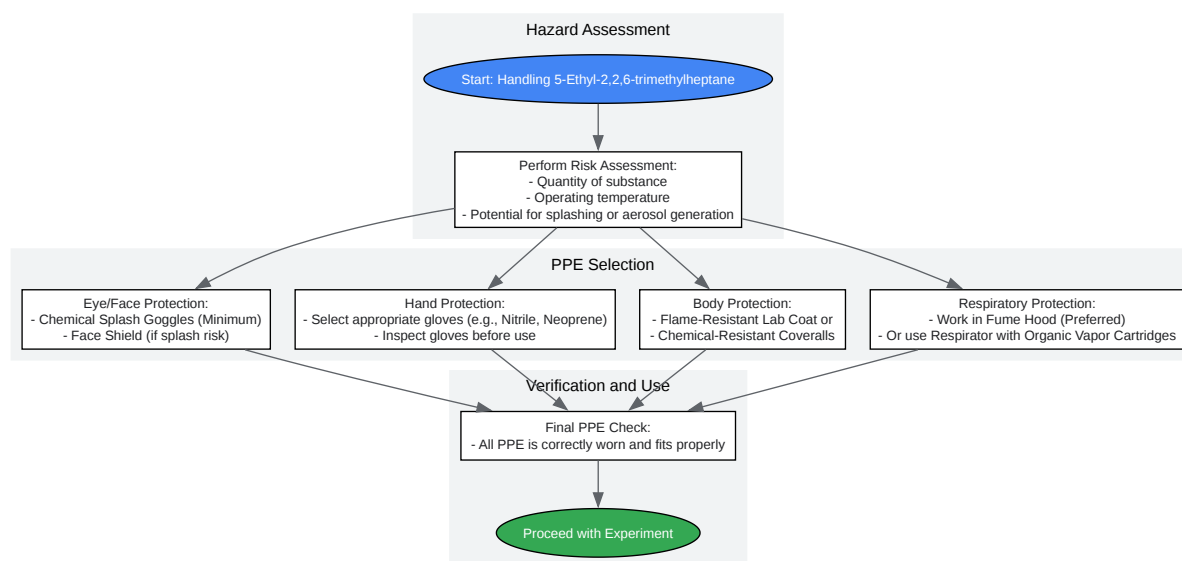 Hazard Assessment
Start: Handling 5-Ethyl-2,2,6-trimethylheptane
Perform Risk Assessment:
- Quantity of substance
- Operating temperature
- Potential for splashing or aerosol generation
PPE Selection
Eye/Face Protection:
- Chemical Splash Goggles (Minimum)
- Face Shield (if splash risk)
Hand Protection:
- Select appropriate gloves (e.g., Nitrile, Neoprene)
- Inspect gloves before use
Body Protection:
- Flame-Resistant Lab Coat or
- Chemical-Resistant Coveralls
Respiratory Protection:
- Work in Fume Hood (Preferred)
- Or use Respirator with Organic Vapor Cartridges
Verification and Use
Final PPE Check:
- All PPE is correctly worn and fits properly
Proceed with Experiment